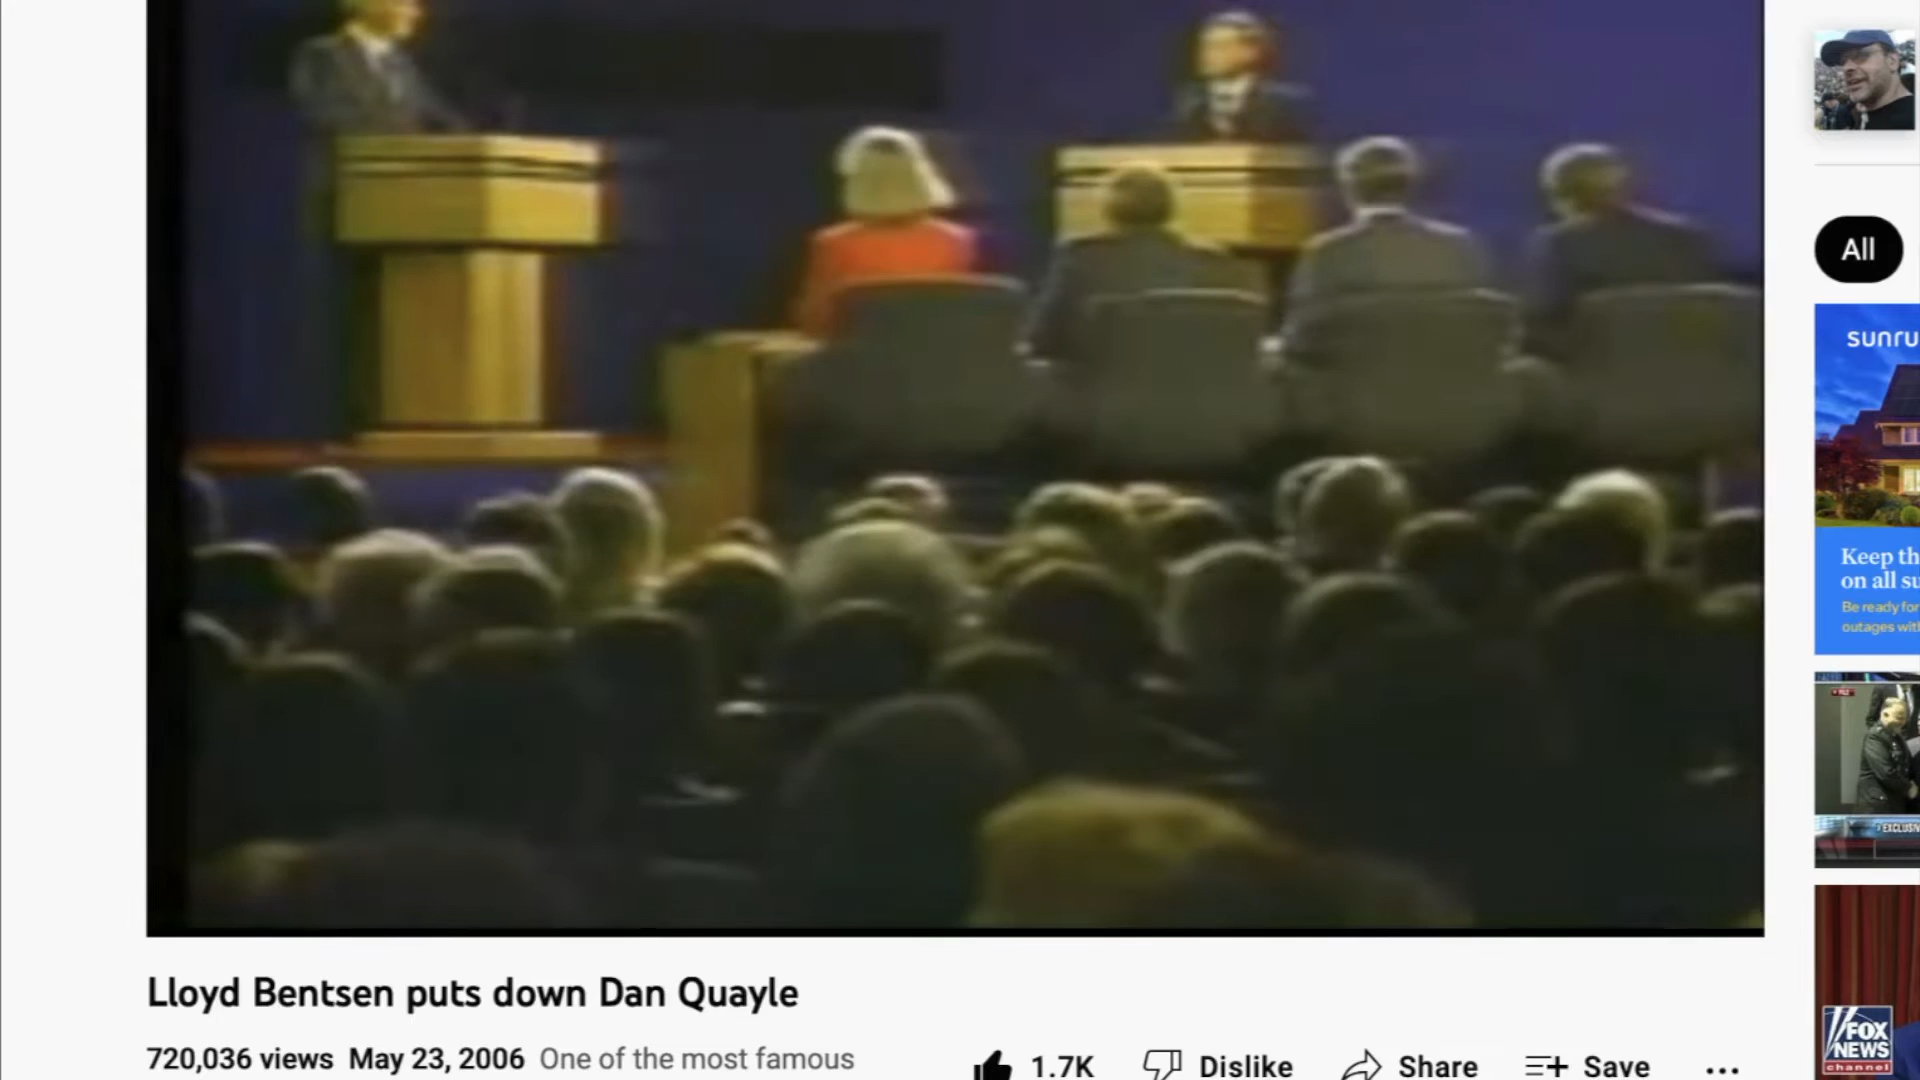 All
sunru
Keep th
on all su
Be ready for
outages with
EXCLUSIV
FOX
NEWS
channel
Lloyd Bentsen puts down Dan Quayle
720,036 views May 23, 2006 One of the most famous
1.7K Dislike Share Save ...